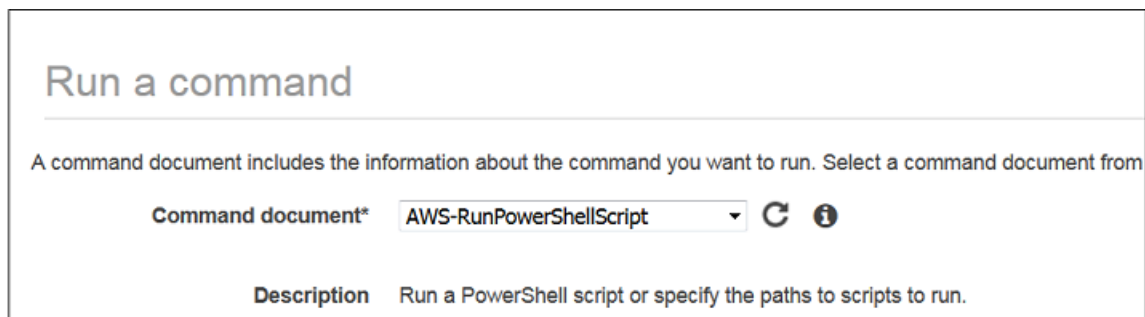 Run a command
A command document includes the information about the command you want to run. Select a command document from
Command document* AWS-RunPowerShellScript
Description Run a PowerShell script or specify the paths to scripts to run.